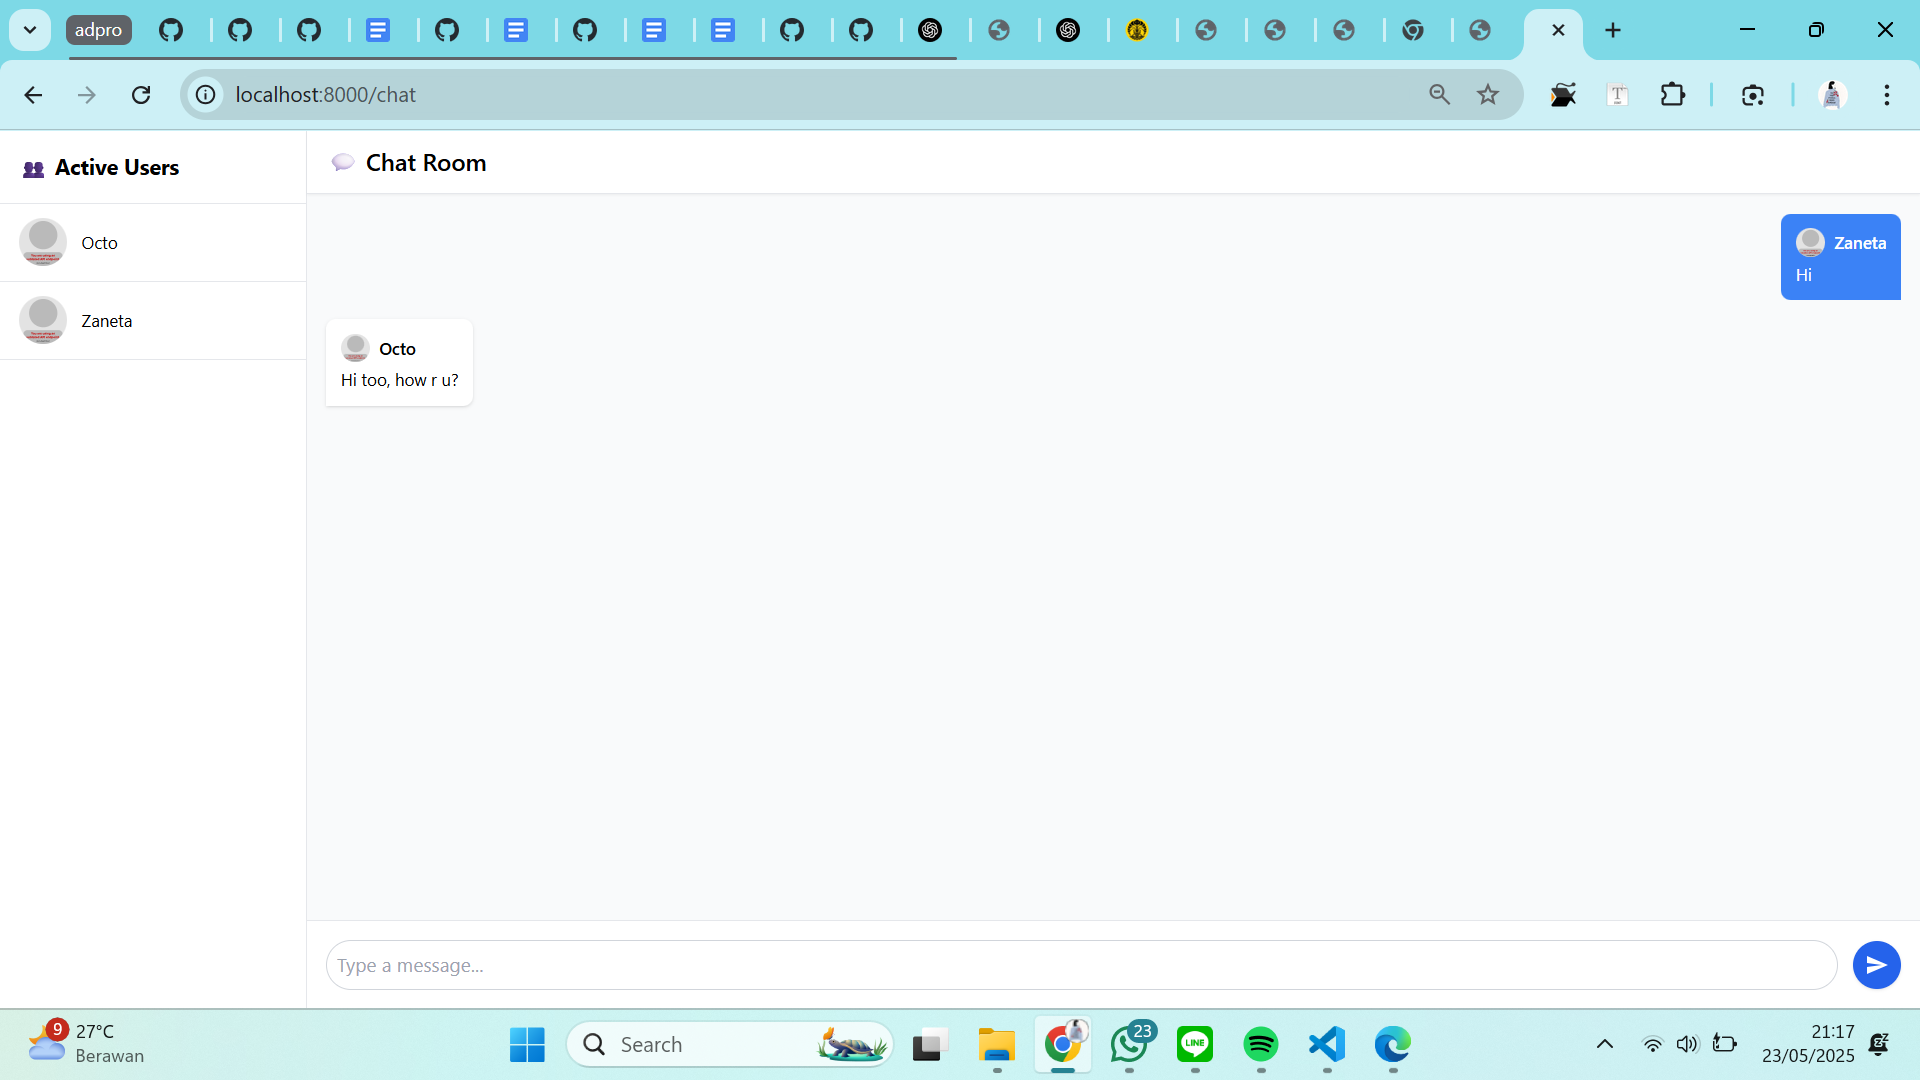 adpro
localhost:8000/chat
Active Users
Octo
Zaneta
Chat Room
Zaneta
Hi
Octo
Hi too, how r u?
Type a message...
9
27°C
Berawan
Search
23
LINE
21:17
23/05/2025